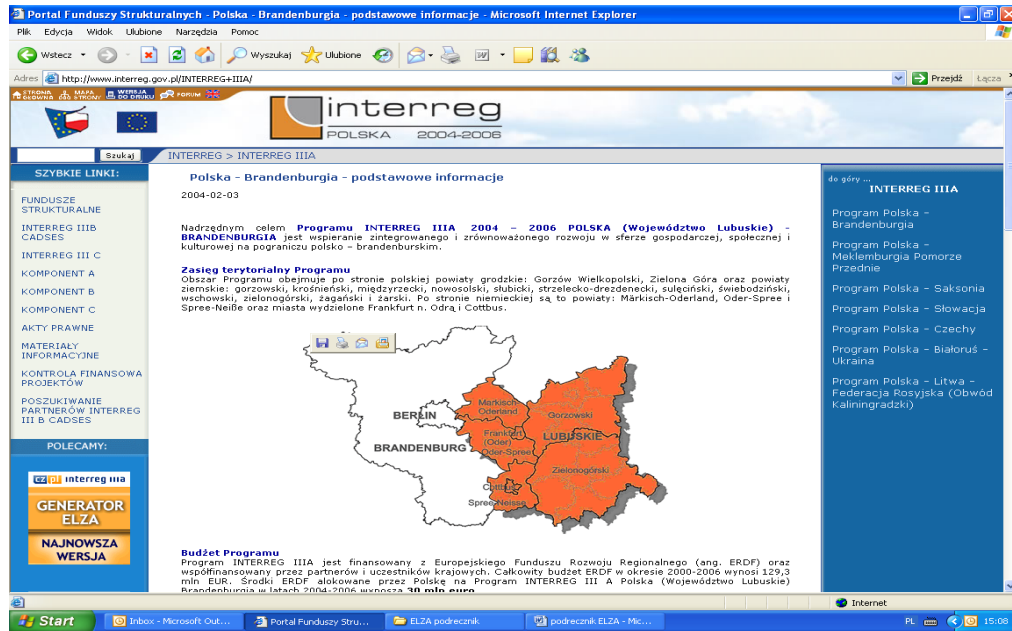 Portal Funduszy Strukturalnych - Polska - Brandenburgia - podstawowe informacje - Microsoft Internet Explorer
Plik Edycja Widok Ulubione Narzędzia Pomoc
Wstecz Wyszukaj Ulubione
Adres http://www.interreg.gov.pl/INTERREG+IIIA/ Przejdź Łącza
STRONA GŁÓWNA MAPA STRONY WERSJA DO DRUKU FORUM
interreg
POLSKA 2004-2006
Szukaj INTERREG > INTERREG IIIA
SZYBKIE LINKI:
FUNDUSZE
STRUKTURALNE
INTERREG IIIB
CADSES
INTERREG III C
KOMPONENT A
KOMPONENT B
KOMPONENT C
AKTY PRAWNE
MATERIAŁY
INFORMACYJNE
KONTROLA FINANSOWA
PROJEKTÓW
POSZUKIWANIE
PARTNERÓW INTERREG
III B CADSES
POLECAMY:
cz pl interreg IIIA
GENERATOR
ELZA
NAJNOWSZA
WERSJA
Polska - Brandenburgia - podstawowe informacje
2004-02-03
Nadrzędnym celem Programu INTERREG IIIA 2004 – 2006 POLSKA (Województwo Lubuskie) -
BRANDENBURGIA jest wspieranie zintegrowanego i zrównoważonego rozwoju w sferze gospodarczej, społecznej i
kulturowej na pograniczu polsko – brandenburskim.
Zasięg terytorialny Programu
Obszar Programu obejmuje po stronie polskiej powiaty grodzkie: Gorzów Wielkopolski, Zielona Góra oraz powiaty
ziemskie: gorzowski, krośnieński, międzyrzecki, nowosolski, słubicki, strzelecko-drezdenecki, sulęciński, świebodziński,
wschowski, zielonogórski, żagański i żarski. Po stronie niemieckiej są to powiaty: Märkisch-Oderland, Oder-Spree i
Spree-Neiße oraz miasta wydzielone Frankfurt n. Odrą i Cottbus.
BERLIN
BRANDENBURG
Märkisch
Oderland
Gorzowski
Frankfurt
(Oder)
LUBUSKIE
Oder-Spree
Zielonogórski
Cottbus
Spree-Neisse
Budżet Programu
Program INTERREG IIIA jest finansowany z Europejskiego Funduszu Rozwoju Regionalnego (ang. ERDF) oraz
współfinansowany przez partnerów i uczestników krajowych. Całkowity budżet ERDF w okresie 2000-2006 wynosi 129,3
mln EUR. Środki ERDF alokowane przez Polskę na Program INTERREG III A Polska (Województwo Lubuskie)
Brandenburgia w latach 2004-2006 wynoszą 30 mln euro
do góry ...
INTERREG IIIA
Program Polska –
Brandenburgia
Program Polska –
Meklemburgia Pomorze
Przednie
Program Polska – Saksonia
Program Polska – Słowacja
Program Polska – Czechy
Program Polska – Białoruś –
Ukraina
Program Polska – Litwa –
Federacja Rosyjska (Obwód
Kaliningradzki)
Internet
Start Inbox - Microsoft Out... Portal Funduszy Stru... ELZA podrecznik podrecznik ELZA - Mic... PL 15:08